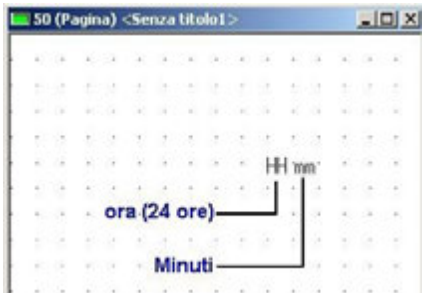 50 (Pagina) <Senza titolo1>
HH mm
ora (24 ore)
Minuti